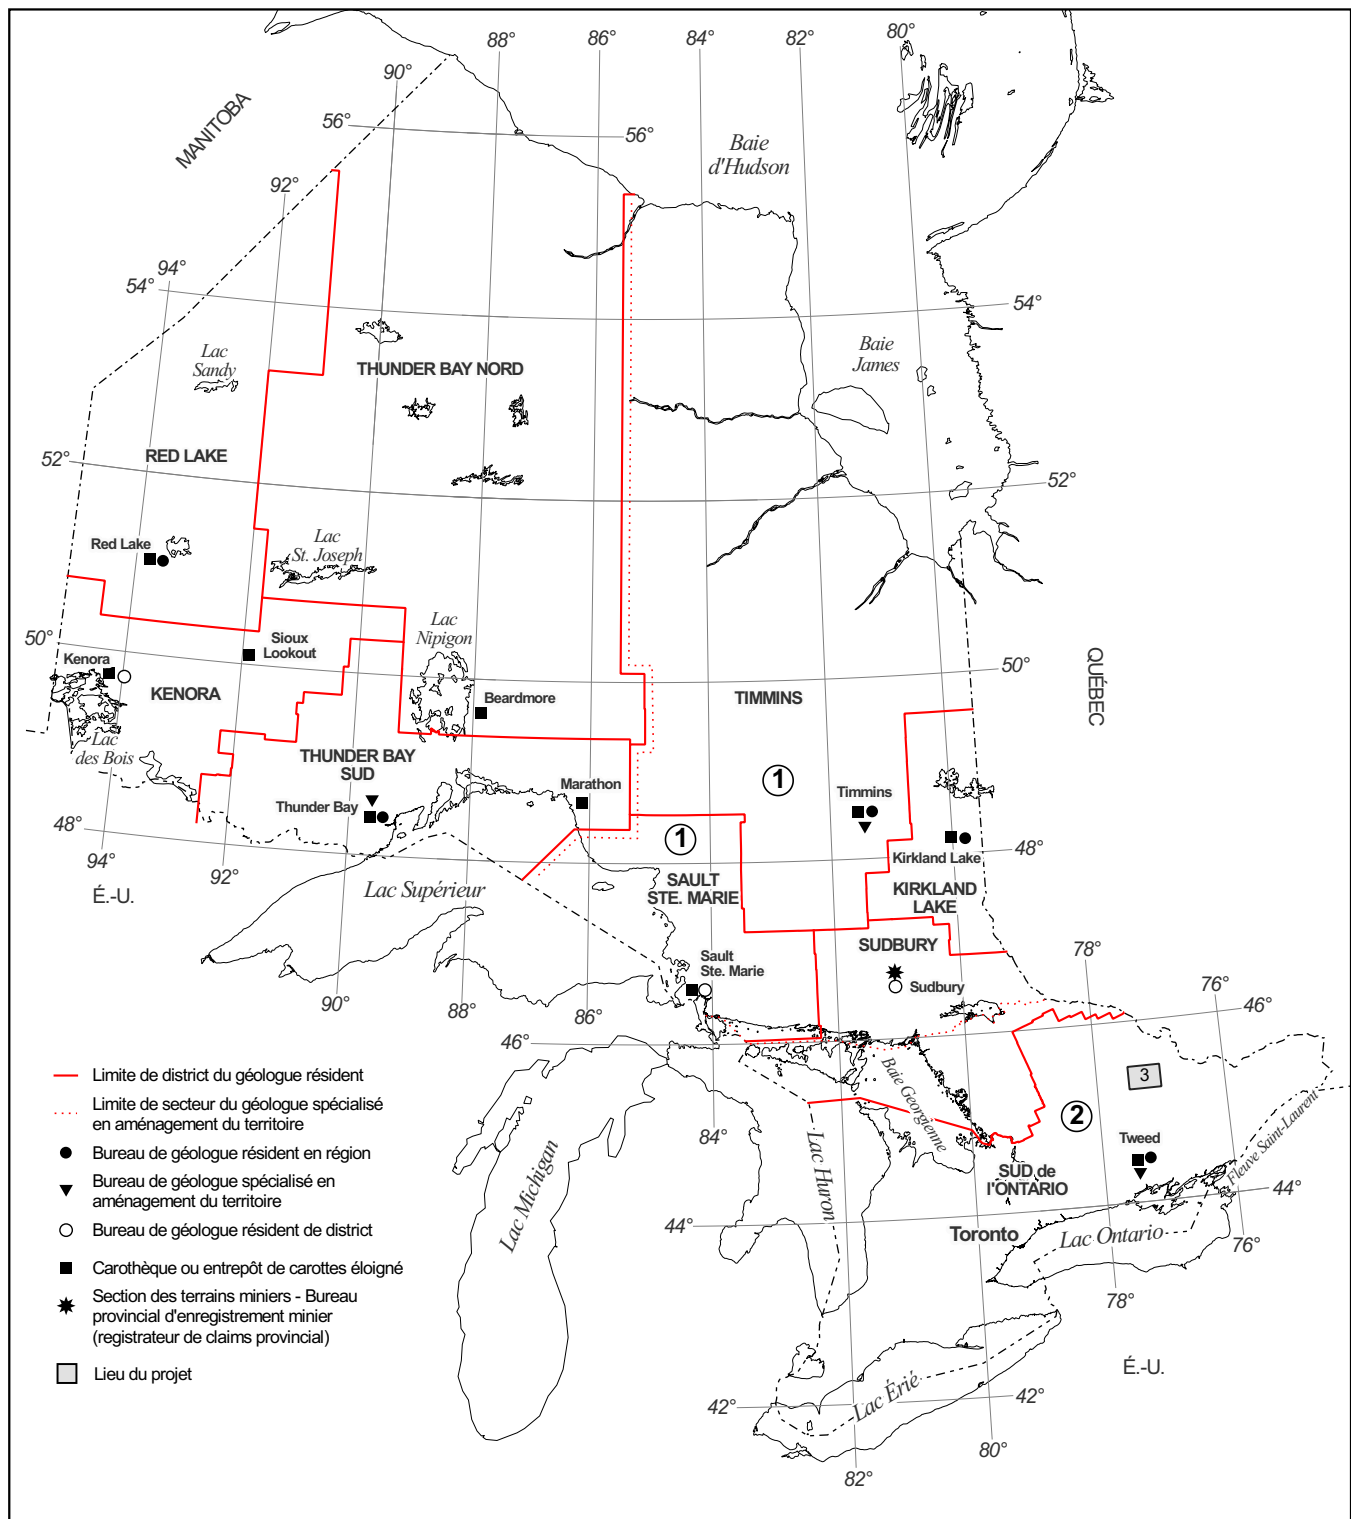 88°
86°
84°
82°
80°
90°
MANITOBA
56°
56°
Baie
d'Hudson
92°
94°
54°
54°
Lac
Sandy
THUNDER BAY NORD
Baie
James
RED LAKE
52°
52°
Red Lake
Lac
St. Joseph
50°
Sioux
Lookout
Lac
Nipigon
50°
QUÉBEC
Kenora
KENORA
Beardmore
TIMMINS
Lac
des Bois
THUNDER BAY
SUD
1
Marathon
Timmins
Thunder Bay
48°
1
48°
Kirkland Lake
94°
92°
É.-U.
Lac Supérieur
SAULT
STE. MARIE
KIRKLAND
LAKE
SUDBURY
78°
Sault
Ste. Marie
Sudbury
76°
46°
90°
88°
86°
46°
Limite de district du géologue résident
Limite de secteur du géologue spécialisé
en aménagement du territoire
Bureau de géologue résident en région
Bureau de géologue spécialisé en
aménagement du territoire
Bureau de géologue résident de district
Carothèque ou entrepôt de carottes éloigné
Section des terrains miniers - Bureau
provincial d'enregistrement minier
(registrateur de claims provincial)
Lieu du projet
Baie Georgienne
3
2
84°
Tweed
Fleuve Saint-Laurent
Lac Michigan
Lac Huron
SUD de
l'ONTARIO
44°
44°
Toronto
Lac Ontario
76°
78°
É.-U.
Lac Érié
42°
42°
80°
82°